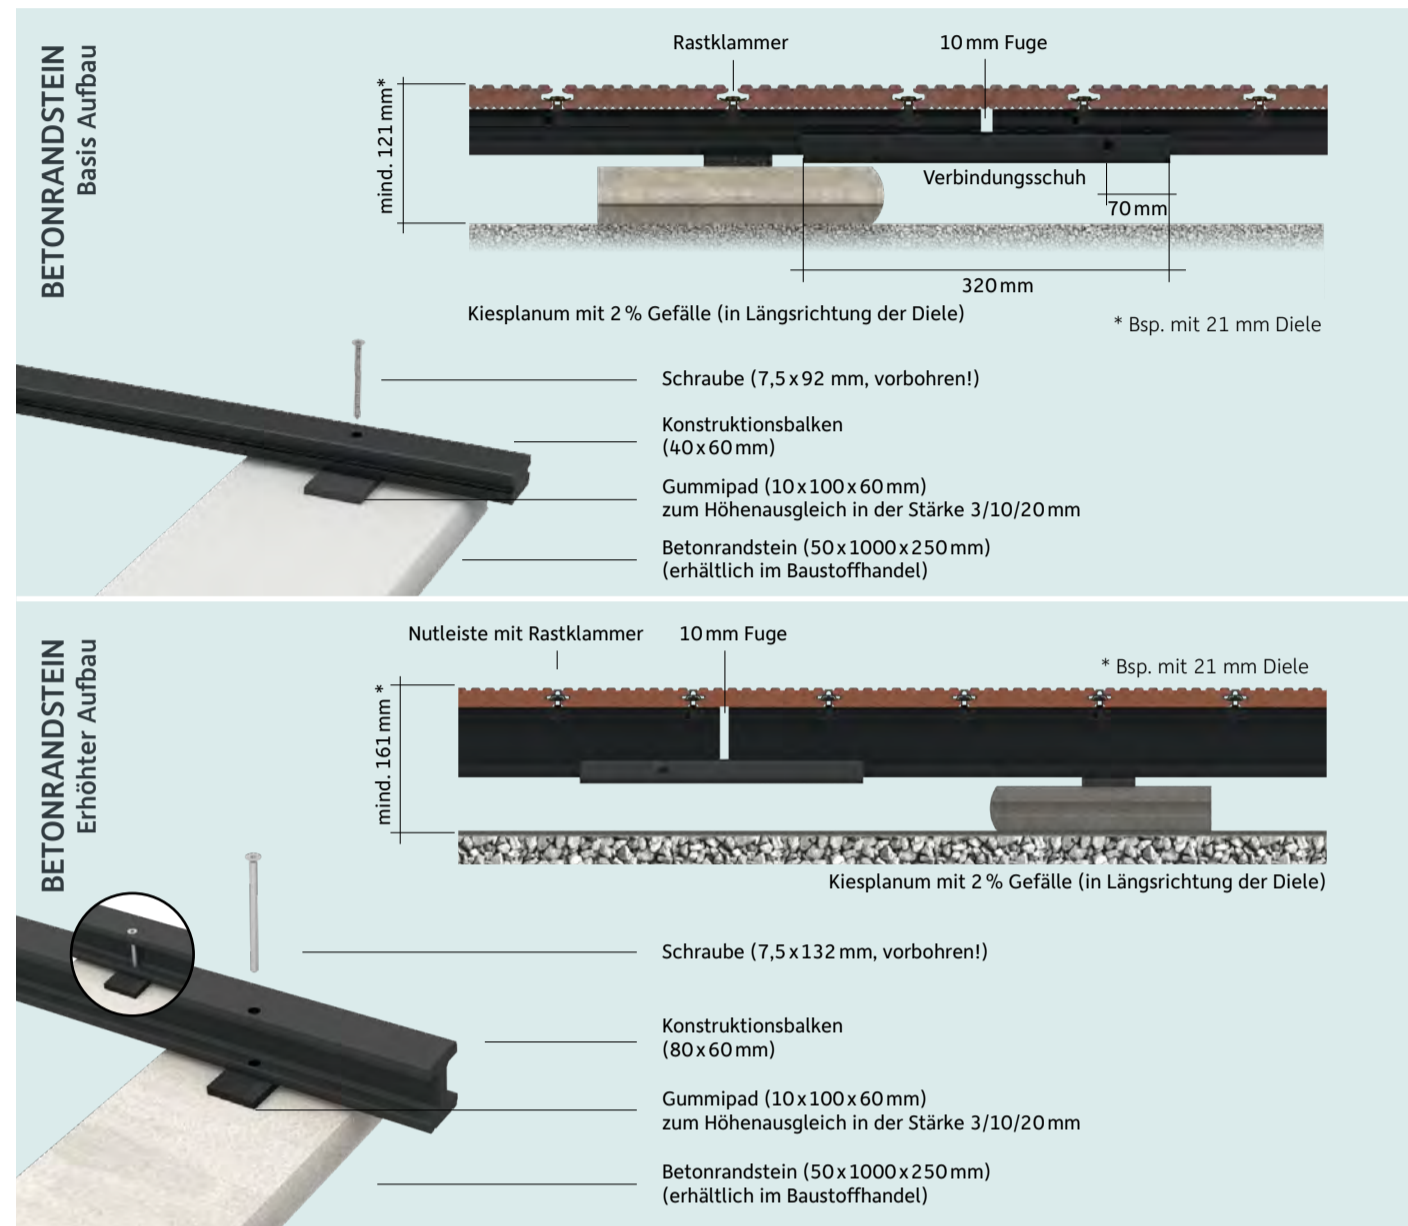 BETONRANDSTEIN
Basis Aufbau
Rastklammer
10 mm Fuge
mind. 121 mm*
Verbindungsschuh
70 mm
320 mm
Kiesplanum mit 2 % Gefälle (in Längsrichtung der Diele)
* Bsp. mit 21 mm Diele
Schraube (7,5 x 92 mm, vorbohren!)
Konstruktionsbalken
(40 x 60 mm)
Gummipad (10 x 100 x 60 mm)
zum Höhenausgleich in der Stärke 3/10/20 mm
Betonrandstein (50 x 1000 x 250 mm)
(erhältlich im Baustoffhandel)
BETONRANDSTEIN
Erhöhter Aufbau
Nutleiste mit Rastklammer
10 mm Fuge
* Bsp. mit 21 mm Diele
mind. 161 mm *
Kiesplanum mit 2 % Gefälle (in Längsrichtung der Diele)
Schraube (7,5 x 132 mm, vorbohren!)
Konstruktionsbalken
(80 x 60 mm)
Gummipad (10 x 100 x 60 mm)
zum Höhenausgleich in der Stärke 3/10/20 mm
Betonrandstein (50 x 1000 x 250 mm)
(erhältlich im Baustoffhandel)